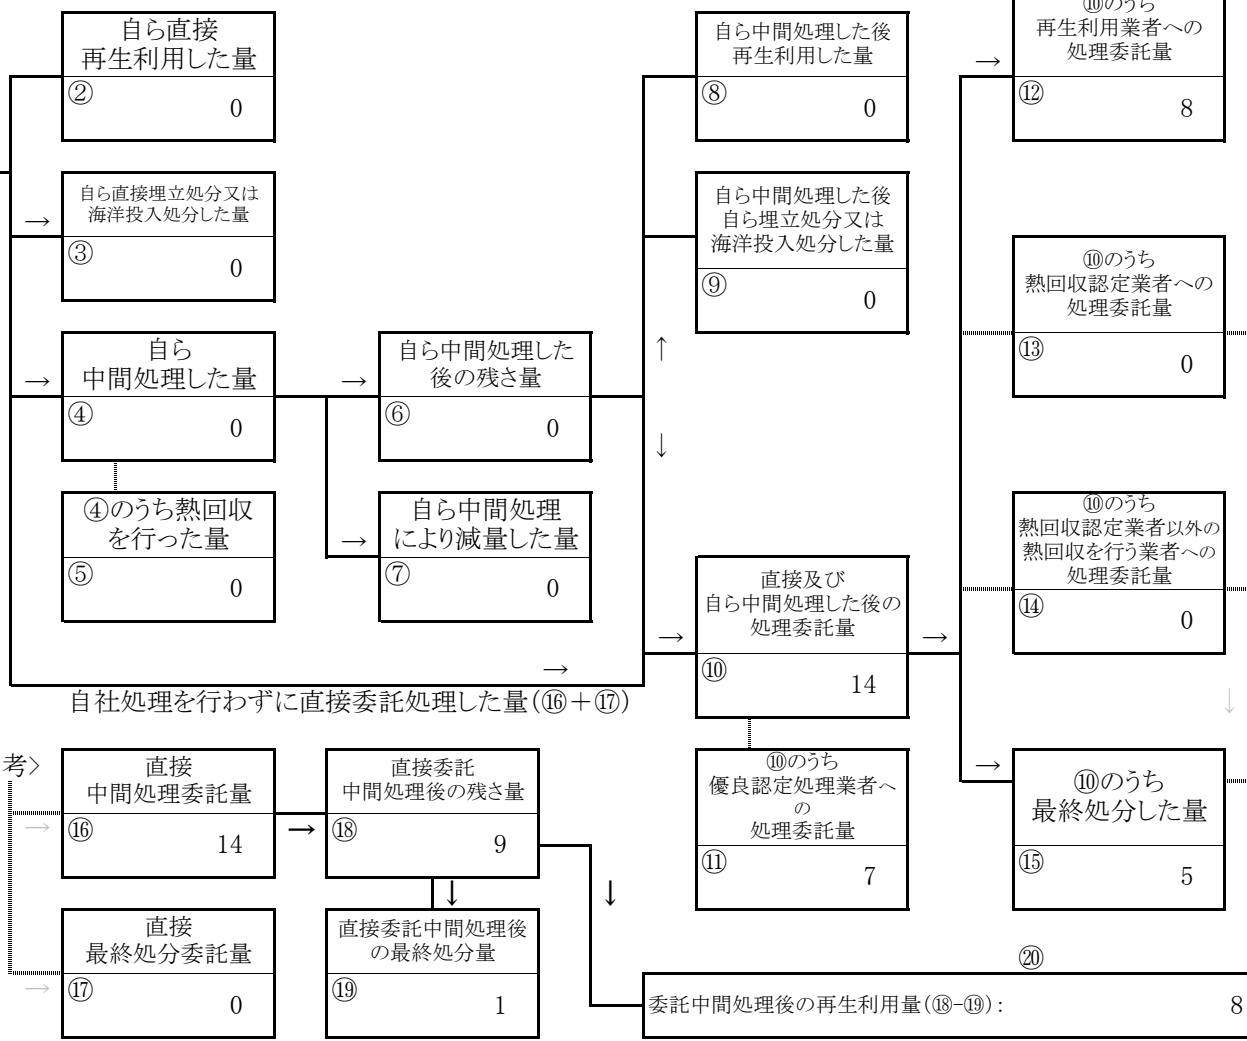 自ら直接
再生利用した量
②
0
自ら直接埋立処分又は
海洋投入処分した量
→
③
0
自ら
中間処理した量
→
④
0
④のうち熱回収
を行った量
⑤
0
→
自ら中間処理した
後の残さ量
⑥
0
→
自ら中間処理
により減量した量
⑦
0
自ら中間処理した後
再生利用した量
⑧
0
自ら中間処理した後
自ら埋立処分又は
海洋投入処分した量
⑨
0
↑
↓
→
直接及び
自ら中間処理した後の
処理委託量
⑩
14
→
⑩のうち
優良認定処理業者へ
の
処理委託量
⑪
7
→
⑩のうち
再生利用業者への
処理委託量
⑫
8
⑩のうち
熱回収認定業者への
処理委託量
⑬
0
⑩のうち
熱回収認定業者以外の
熱回収を行う業者への
処理委託量
⑭
0
↓
→
⑩のうち
最終処分した量
⑮
5
→
自社処理を行わずに直接委託処理した量(⑯+⑰)
考>
→
直接
中間処理委託量
⑯
14
→
直接委託
中間処理後の残さ量
⑱
9
↓
↓
→
直接
最終処分委託量
⑰
0
直接委託中間処理後
の最終処分量
⑲
1
⑳
委託中間処理後の再生利用量(⑱-⑲):
8